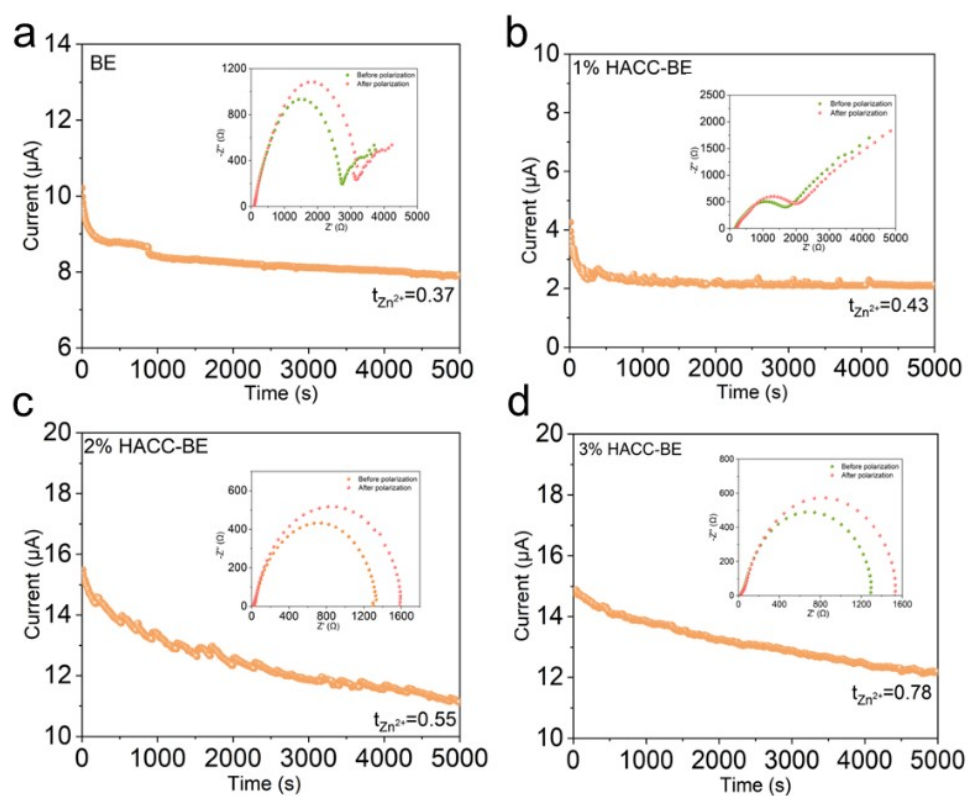 a
BE
14
12
10
8
6
Current (µA)
0 1000 2000 3000 4000 5000
Time (s)
tZn²⁺=0.37
1200
800
400
0
-Z'' (Ω)
0 1000 2000 3000 4000 5000
Z' (Ω)
Before polarization
After polarization
b
1% HACC-BE
10
8
6
4
2
0
Current (µA)
0 1000 2000 3000 4000 5000
Time (s)
tZn²⁺=0.43
2500
2000
1500
1000
500
0
-Z'' (Ω)
0 1000 2000 3000 4000 5000
Z' (Ω)
Brfore polarization
After polarization
c
2% HACC-BE
20
18
16
14
12
10
Current (µA)
0 1000 2000 3000 4000 5000
Time (s)
tZn²⁺=0.55
600
400
200
0
-Z'' (Ω)
0 400 800 1200 1600
Z' (Ω)
Before polarization
After polarization
d
3% HACC-BE
20
18
16
14
12
10
Current (µA)
0 1000 2000 3000 4000 5000
Time (s)
tZn²⁺=0.78
800
600
400
200
0
-Z'' (Ω)
0 400 800 1200 1600
Z' (Ω)
Before polarization
After polarization